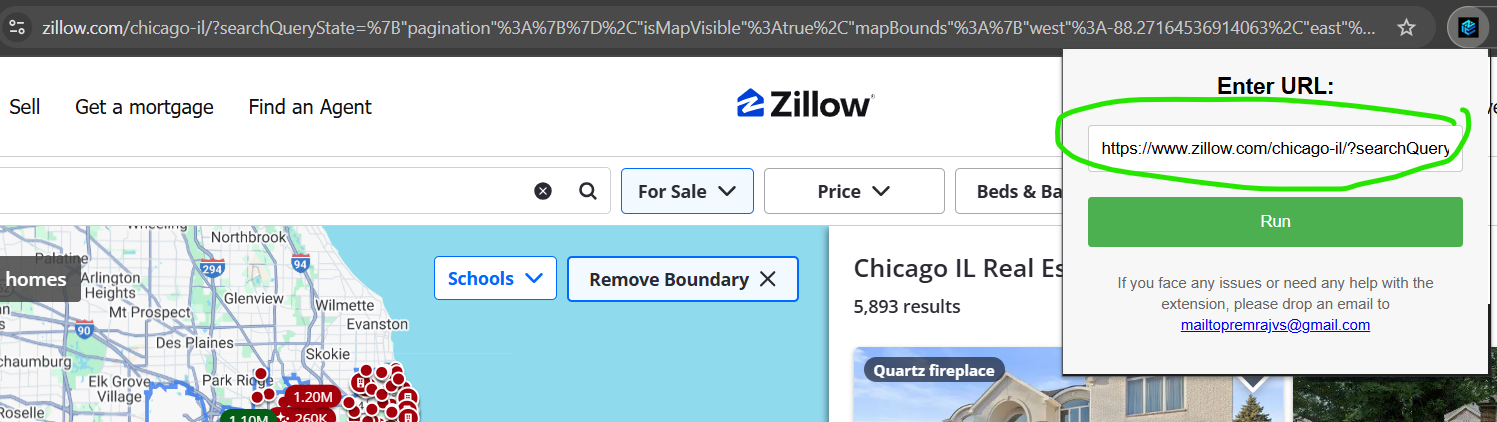 zillow.com/chicago-il/?searchQueryState=%7B"pagination"%3A%7B%7D%2C"isMapVisible"%3Atrue%2C"mapBounds"%3A%7B"west"%3A-88.27164536914063%2C"east"%...
Enter URL:
Sell Get a mortgage Find an Agent
Zillow
https://www.zillow.com/chicago-il/?searchQuery
For Sale Price Beds & Ba
Run
Northbrook
294
94
homes
Arlington
Heights
Schools
Remove Boundary
Chicago IL Real Es
If you face any issues or need any help with the
extension, please drop an email to
mailtopremrajvs@gmail.com
Glenview
Wilmette
5,893 results
Mt Prospect
Evanston
90
Des Plaines
Skokie
Elk Grove
Village
Park Ridge
Quartz fireplace
1.20M
Roselle
1.10M
260K